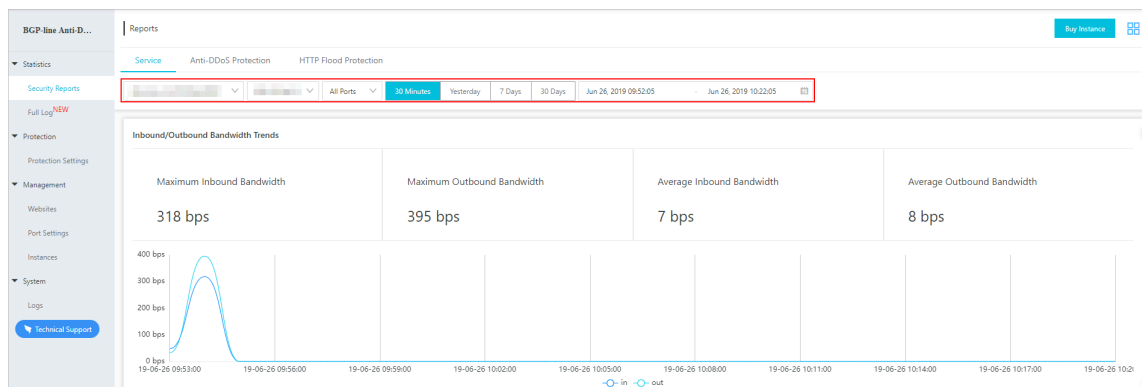 BGP-line Anti-D...
Reports
Buy Instance
Statistics
Service Anti-DDoS Protection HTTP Flood Protection
Security Reports
All Ports 30 Minutes Yesterday 7 Days 30 Days Jun 26, 2019 09:52:05 - Jun 26, 2019 10:22:05
Full Log NEW
Protection
Inbound/Outbound Bandwidth Trends
Protection Settings
Management
Maximum Inbound Bandwidth Maximum Outbound Bandwidth Average Inbound Bandwidth Average Outbound Bandwidth
Websites
318 bps 395 bps 7 bps 8 bps
Port Settings
Instances
System
Logs
Technical Support
400 bps
300 bps
200 bps
100 bps
0 bps
19-06-26 09:53:00 19-06-26 09:56:00 19-06-26 09:59:00 19-06-26 10:02:00 19-06-26 10:05:00 19-06-26 10:08:00 19-06-26 10:11:00 19-06-26 10:14:00 19-06-26 10:17:00 19-06-26
in out